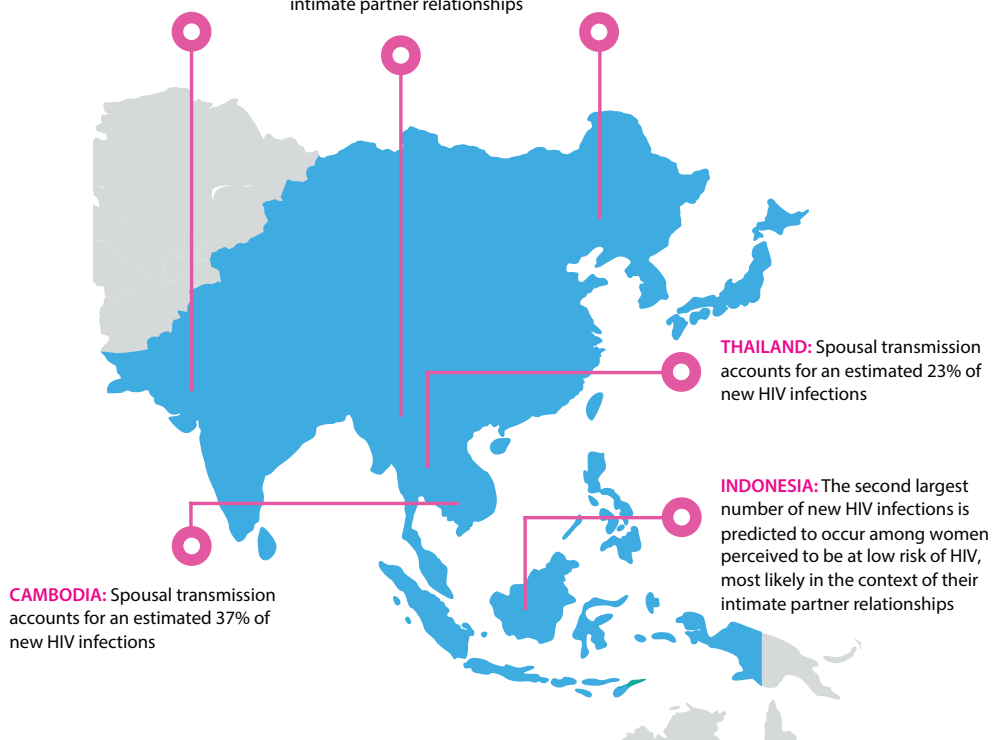 intimate partner relationships
THAILAND: Spousal transmission
accounts for an estimated 23% of
new HIV infections
INDONESIA: The second largest
number of new HIV infections is
predicted to occur among women
perceived to be at low risk of HIV,
most likely in the context of their
intimate partner relationships
CAMBODIA: Spousal transmission
accounts for an estimated 37% of
new HIV infections